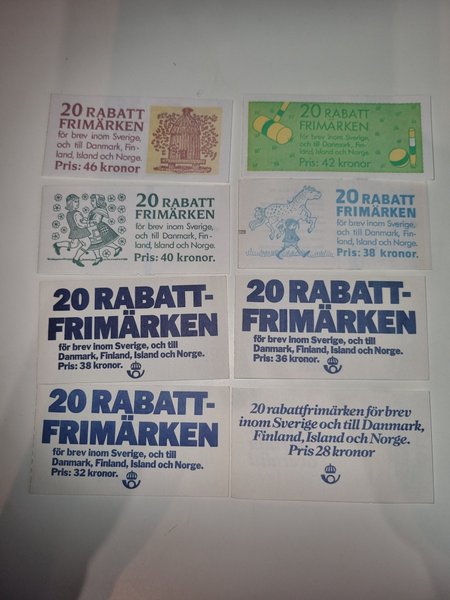 20 RABATT
FRIMÄRKEN
för brev inom Sverige,
och till Danmark, Fin-
land, Island och Norge.
Pris: 46 kronor
20 RABATT
FRIMÄRKEN
för brev inom Sverige,
och till Danmark, Fin-
land, Island och Norge.
Pris: 42 kronor
20 RABATT
FRIMÄRKEN
för brev inom Sverige,
och till Danmark, Fin-
land, Island och Norge.
Pris: 40 kronor.
20 RABATT
FRIMÄRKEN
för brev inom Sverige,
och till Danmark, Fin-
land, Island och Norge.
Pris: 38 kronor.
20 RABATT-
FRIMÄRKEN
för brev inom Sverige, och till
Danmark, Finland, Island och Norge.
Pris: 38 kronor.
20 RABATT-
FRIMÄRKEN
för brev inom Sverige, och till
Danmark, Finland, Island och Norge.
Pris: 36 kronor.
20 RABATT-
FRIMÄRKEN
för brev inom Sverige, och till
Danmark, Finland, Island och Norge.
Pris: 32 kronor.
20 rabattfrimärken för brev
inom Sverige och till Danmark,
Finland, Island och Norge.
Pris 28 kronor